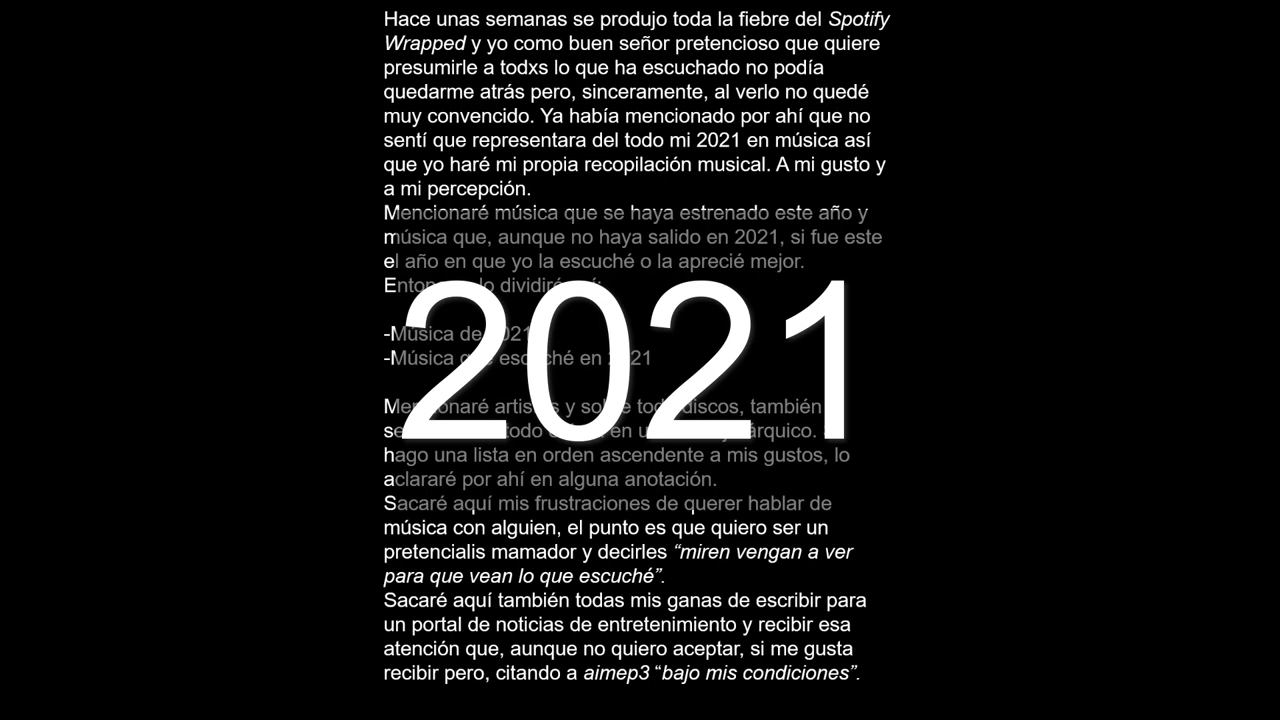 Hace unas semanas se produjo toda la fiebre del Spotify
Wrapped y yo como buen señor pretencioso que quiere
presumirle a todxs lo que ha escuchado no podía
quedarme atrás pero, sinceramente, al verlo no quedé
muy convencido. Ya había mencionado por ahí que no
sentí que representara del todo mi 2021 en música así
que yo haré mi propia recopilación musical. A mi gusto y
a mi percepción.
Mencionaré música que se haya estrenado este año y
música que, aunque no haya salido en 2021, si fue este
el año en que yo la escuché o la aprecié mejor.
lo dividiré
2021
-Música de 2021
-Música que escuché en 2021
Mencionaré artistas y sobre todo discos, también
todo en
hago una lista en orden ascendente a mis gustos, lo
aclararé por ahí en alguna anotación.
Sacaré aquí mis frustraciones de querer hablar de
música con alguien, el punto es que quiero ser un
pretencialis mamador y decirles “miren vengan a ver
para que vean lo que escuché”.
Sacaré aquí también todas mis ganas de escribir para
un portal de noticias de entretenimiento y recibir esa
atención que, aunque no quiero aceptar, si me gusta
recibir pero, citando a aimep3 “bajo mis condiciones”.